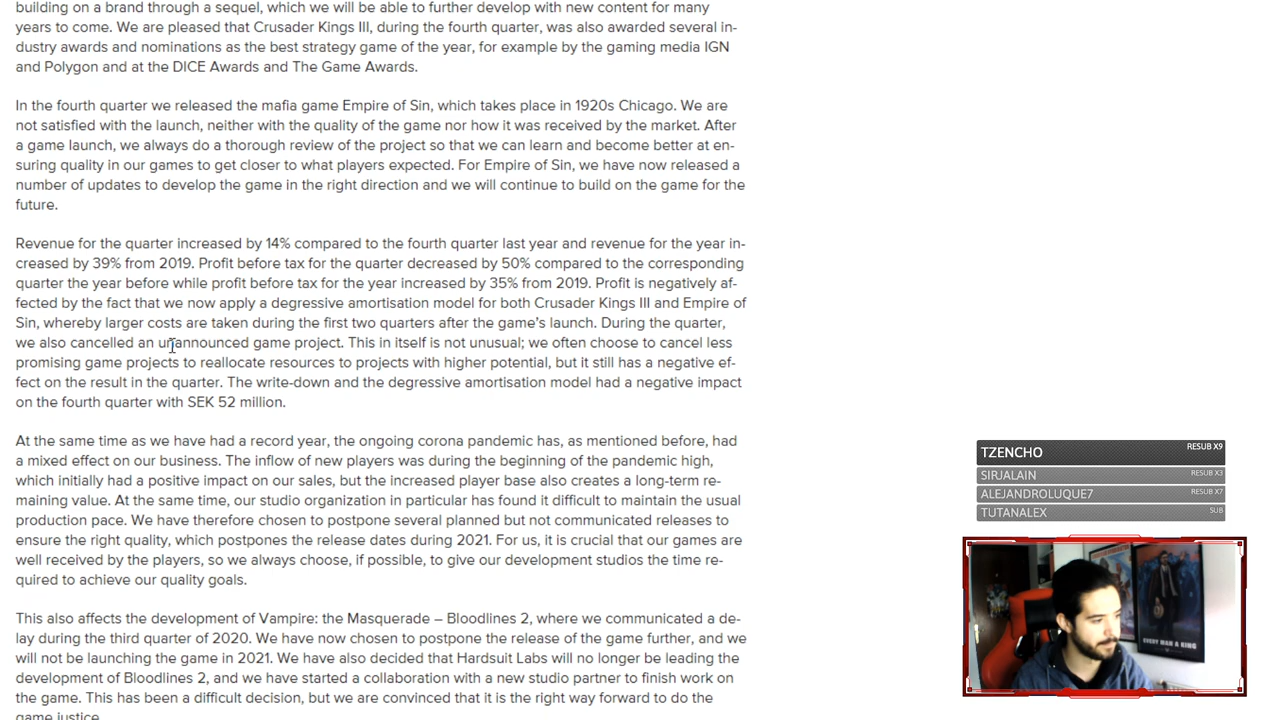 building on a brand through a sequel, which we will be able to further develop with new content for many
years to come. We are pleased that Crusader Kings III, during the fourth quarter, was also awarded several in-
dustry awards and nominations as the best strategy game of the year, for example by the gaming media IGN
and Polygon and at the DICE Awards and The Game Awards.
In the fourth quarter we released the mafia game Empire of Sin, which takes place in 1920s Chicago. We are
not satisfied with the launch, neither with the quality of the game nor how it was received by the market. After
a game launch, we always do a thorough review of the project so that we can learn and become better at en-
suring quality in our games to get closer to what players expected. For Empire of Sin, we have now released a
number of updates to develop the game in the right direction and we will continue to build on the game for the
future.
Revenue for the quarter increased by 14% compared to the fourth quarter last year and revenue for the year in-
creased by 39% from 2019. Profit before tax for the quarter decreased by 50% compared to the corresponding
quarter the year before while profit before tax for the year increased by 35% from 2019. Profit is negatively af-
fected by the fact that we now apply a degressive amortisation model for both Crusader Kings III and Empire of
Sin, whereby larger costs are taken during the first two quarters after the game's launch. During the quarter,
we also cancelled an unannounced game project. This in itself is not unusual; we often choose to cancel less
promising game projects to reallocate resources to projects with higher potential, but it still has a negative ef-
fect on the result in the quarter. The write-down and the degressive amortisation model had a negative impact
on the fourth quarter with SEK 52 million.
At the same time as we have had a record year, the ongoing corona pandemic has, as mentioned before, had
a mixed effect on our business. The inflow of new players was during the beginning of the pandemic high,
which initially had a positive impact on our sales, but the increased player base also creates a long-term re-
maining value. At the same time, our studio organization in particular has found it difficult to maintain the usual
production pace. We have therefore chosen to postpone several planned but not communicated releases to
ensure the right quality, which postpones the release dates during 2021. For us, it is crucial that our games are
well received by the players, so we always choose, if possible, to give our development studios the time re-
quired to achieve our quality goals.
This also affects the development of Vampire: the Masquerade – Bloodlines 2, where we communicated a de-
lay during the third quarter of 2020. We have now chosen to postpone the release of the game further, and we
will not be launching the game in 2021. We have also decided that Hardsuit Labs will no longer be leading the
development of Bloodlines 2, and we have started a collaboration with a new studio partner to finish work on
the game. This has been a difficult decision, but we are convinced that it is the right way forward to do the
game justice.
TZENCHO RESUB X9
SIRJALAIN RESUB X3
ALEJANDROLUQUE7 RESUB X7
TUTANALEX SUB
EVERY MAN A KING